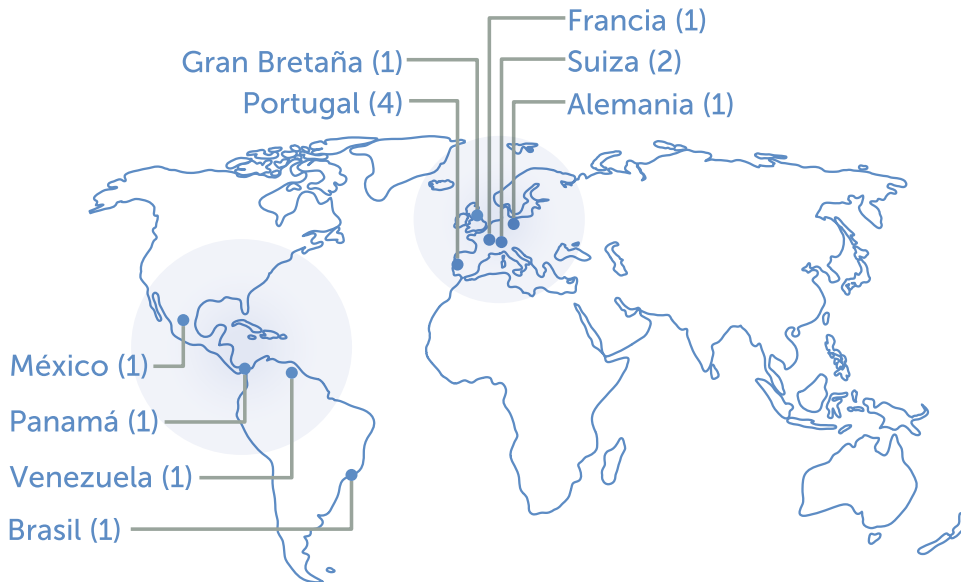 Francia (1)
Gran Bretaña (1)
Suiza (2)
Portugal (4)
Alemania (1)
México (1)
Panamá (1)
Venezuela (1)
Brasil (1)